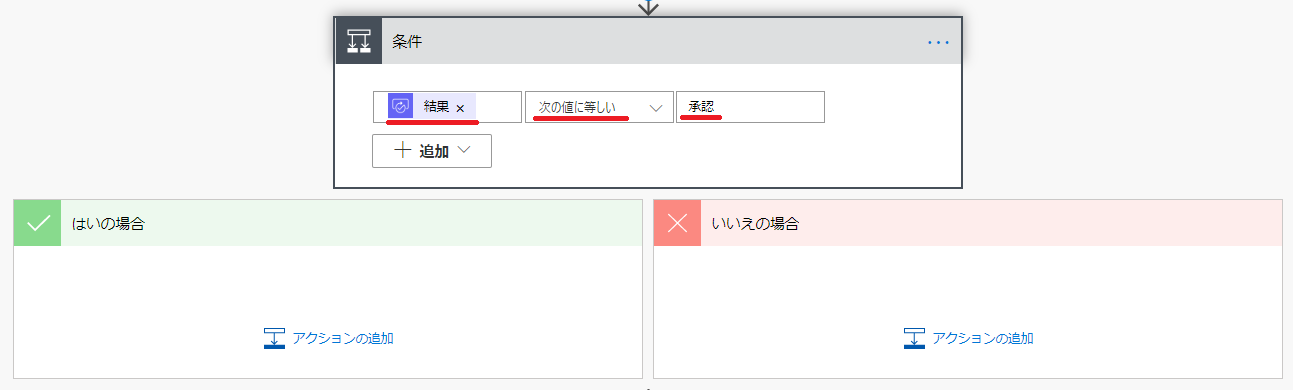 条件
結果
次の値に等しい
承認
追加
はいの場合
いいえの場合
アクションの追加
アクションの追加